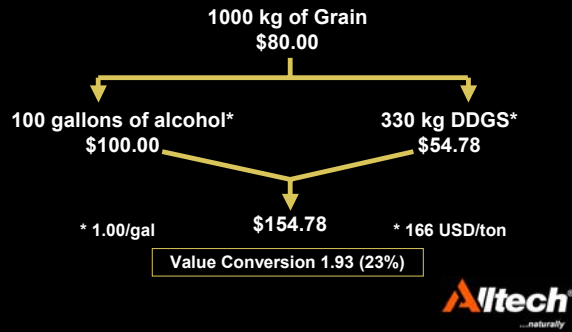 1000 kg of Grain
$80.00
100 gallons of alcohol*
$100.00
330 kg DDGS*
$54.78
* 1.00/gal
$154.78
* 166 USD/ton
Value Conversion 1.93 (23%)
Alltech®
...naturally